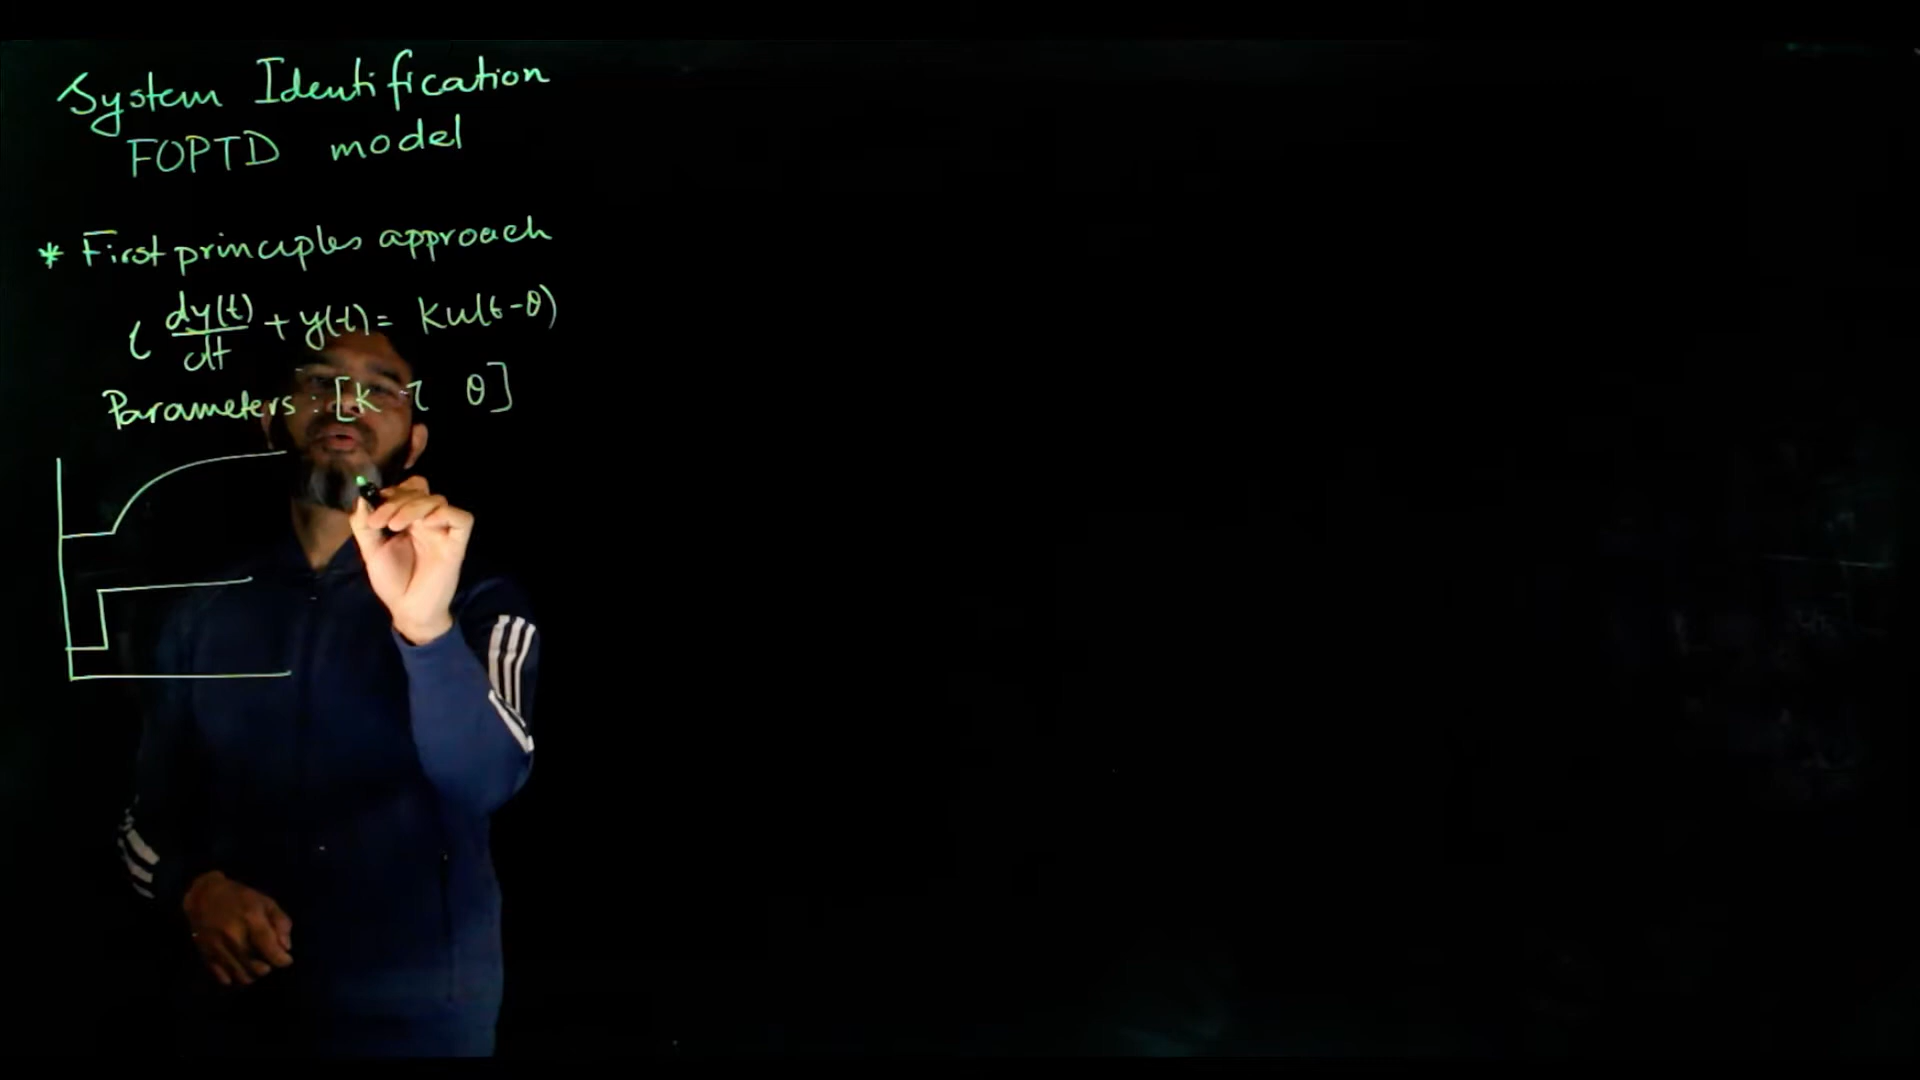 System Identification
FOPTD model
* First principles approach
τ dy(t)/dt + y(t) = Ku(t-θ)
Parameters: [K τ θ]